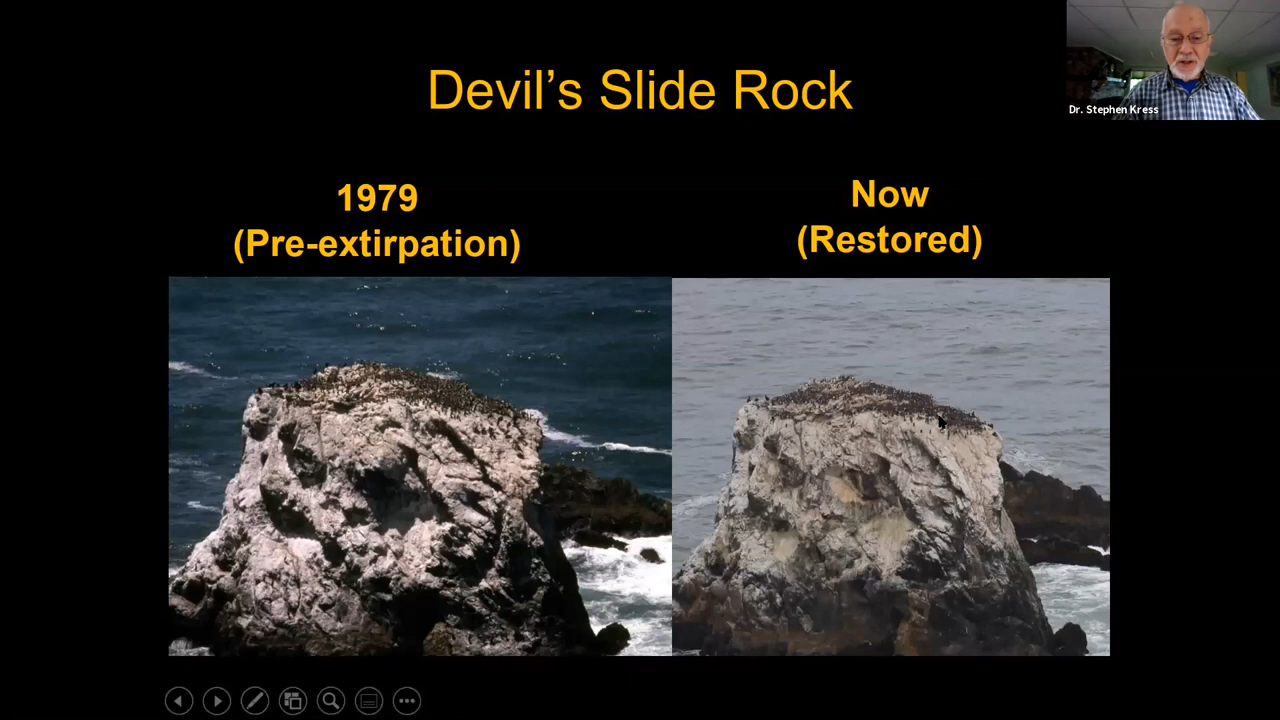 Devil’s Slide Rock
Dr. Stephen Kress
1979
(Pre-extirpation)
Now
(Restored)